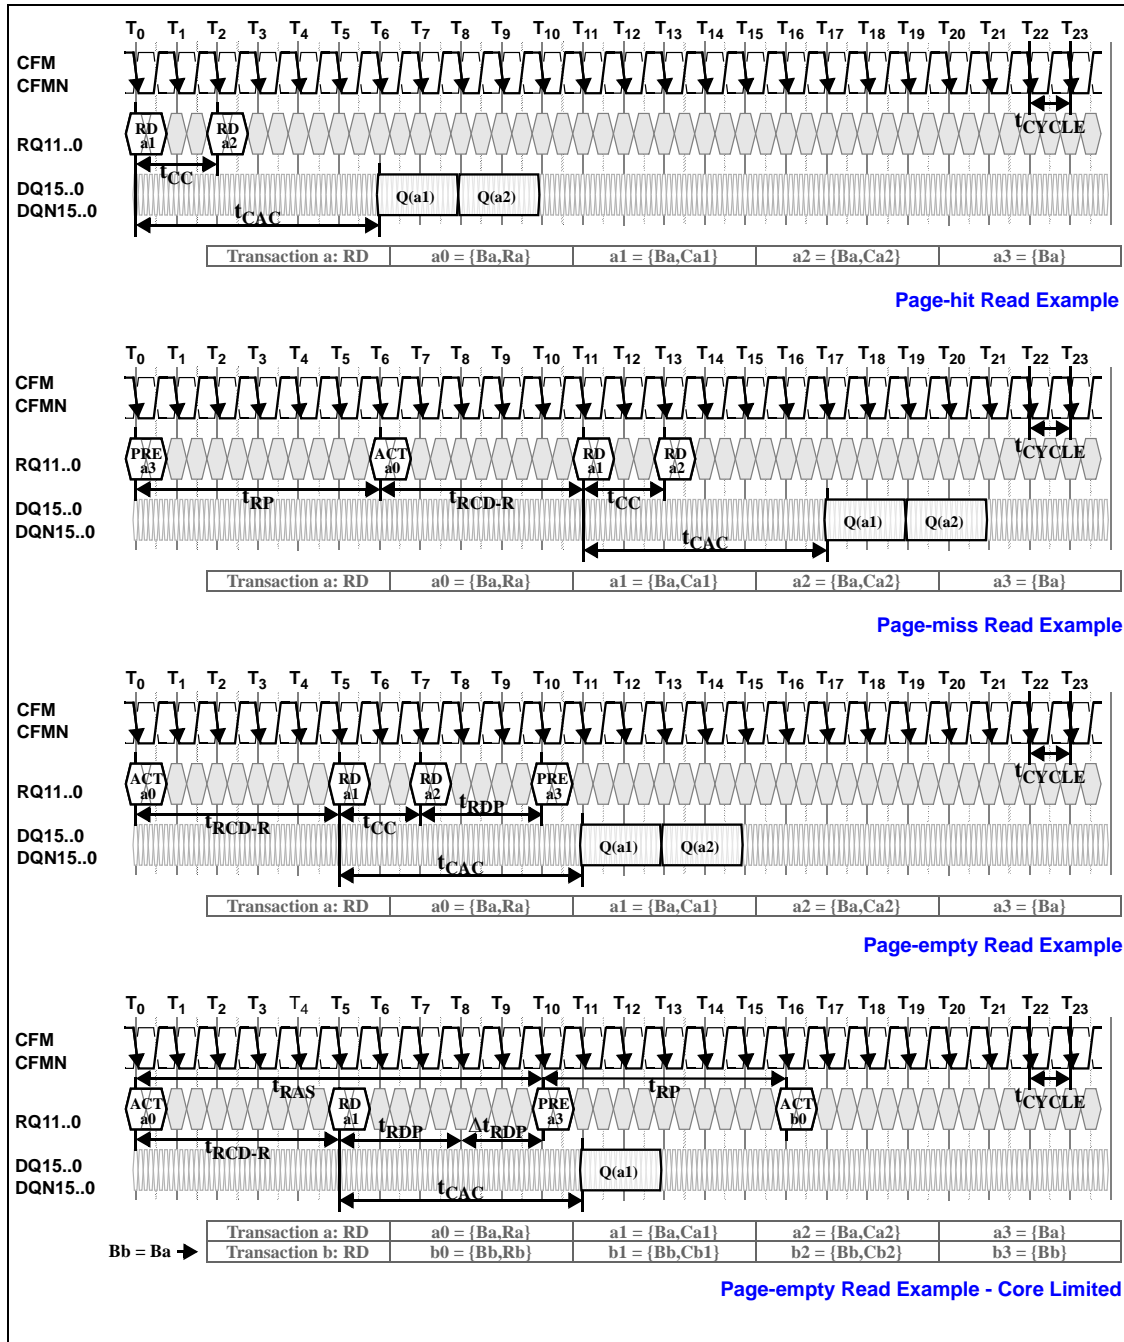 T0 T1 T2 T3 T4 T5 T6 T7 T8 T9 T10 T11 T12 T13 T14 T15 T16 T17 T18 T19 T20 T21 T22 T23
CFM
CFMN
tCYCLE
RQ11..0 RD a1 RD a2
tCC
DQ15..0
DQN15..0 Q(a1) Q(a2)
tCAC
Transaction a: RD a0 = {Ba,Ra} a1 = {Ba,Ca1} a2 = {Ba,Ca2} a3 = {Ba}
Page-hit Read Example
T0 T1 T2 T3 T4 T5 T6 T7 T8 T9 T10 T11 T12 T13 T14 T15 T16 T17 T18 T19 T20 T21 T22 T23
CFM
CFMN
tCYCLE
RQ11..0 PRE a3 ACT a0 RD a1 RD a2
tRP tRCD-R tCC
DQ15..0
DQN15..0 Q(a1) Q(a2)
tCAC
Transaction a: RD a0 = {Ba,Ra} a1 = {Ba,Ca1} a2 = {Ba,Ca2} a3 = {Ba}
Page-miss Read Example
T0 T1 T2 T3 T4 T5 T6 T7 T8 T9 T10 T11 T12 T13 T14 T15 T16 T17 T18 T19 T20 T21 T22 T23
CFM
CFMN
tCYCLE
RQ11..0 ACT a0 RD a1 RD a2 PRE a3
tRCD-R tCC tRDP
DQ15..0
DQN15..0 Q(a1) Q(a2)
tCAC
Transaction a: RD a0 = {Ba,Ra} a1 = {Ba,Ca1} a2 = {Ba,Ca2} a3 = {Ba}
Page-empty Read Example
T0 T1 T2 T3 T4 T5 T6 T7 T8 T9 T10 T11 T12 T13 T14 T15 T16 T17 T18 T19 T20 T21 T22 T23
CFM
CFMN
tRAS tRP tCYCLE
RQ11..0 ACT a0 RD a1 PRE a3 ACT b0
tRCD-R tRDP ΔtRDP
DQ15..0
DQN15..0 Q(a1)
tCAC
Transaction a: RD a0 = {Ba,Ra} a1 = {Ba,Ca1} a2 = {Ba,Ca2} a3 = {Ba}
Bb = Ba Transaction b: RD b0 = {Bb,Rb} b1 = {Bb,Cb1} b2 = {Bb,Cb2} b3 = {Bb}
Page-empty Read Example - Core Limited